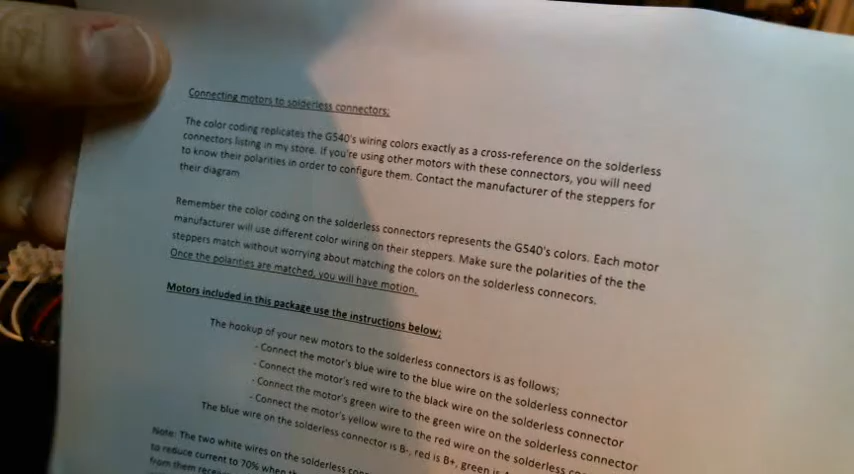 Connecting motors to solderless connectors;
The color coding replicates the G540's wiring colors exactly as a cross-reference on the solderless
connectors listing in my store. If you're using other motors with these connectors, you will need
to know their polarities in order to configure them. Contact the manufacturer of the steppers for
their diagram
Remember the color coding on the solderless connectors represents the G540's colors. Each motor
manufacturer will use different color wiring on their steppers. Make sure the polarities of the the
steppers match without worrying about matching the colors on the solderless connecors.
Once the polarities are matched, you will have motion.
Motors included in this package use the instructions below;
The hookup of your new motors to the solderless connectors is as follows;
- Connect the motor's blue wire to the blue wire on the solderless connector
- Connect the motor's red wire to the black wire on the solderless connector
- Connect the motor's green wire to the green wire on the solderless connector
- Connect the motor's yellow wire to the red wire on the solderless
The blue wire on the solderless connector is B-, red is B+, green is
Note: The two white wires on the solderless
to reduce current to 70% when
from them